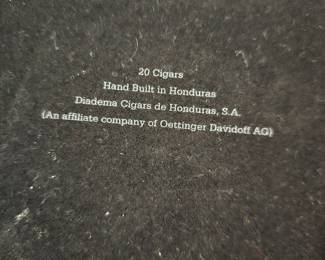 20 Cigars
Hand Built in Honduras
Diadema Cigars de Honduras, S.A.
(An affiliate company of Oettinger Davidoff AG)